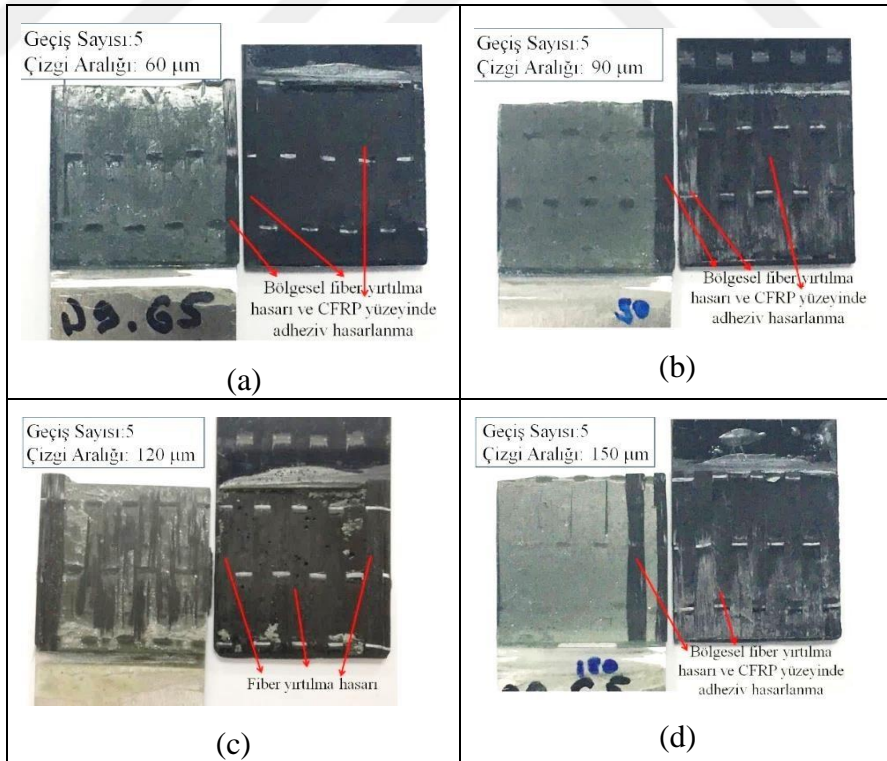 Geçiş Sayısı:5
Çizgi Aralığı: 60 µm
Bölgesel fiber yırtılma
hasarı ve CFRP yüzeyinde
adheziv hasarlanma
(a)
Geçiş Sayısı:5
Çizgi Aralığı: 90 µm
90
Bölgesel fiber yırtılma
hasarı ve CFRP yüzeyinde
adheziv hasarlanma
(b)
Geçiş Sayısı:5
Çizgi Aralığı: 120 µm
Fiber yırtılma hasarı
(c)
Geçiş Sayısı:5
Çizgi Aralığı: 150 µm
Bölgesel fiber yırtılma
hasarı ve CFRP yüzeyinde
adheziv hasarlanma
(d)